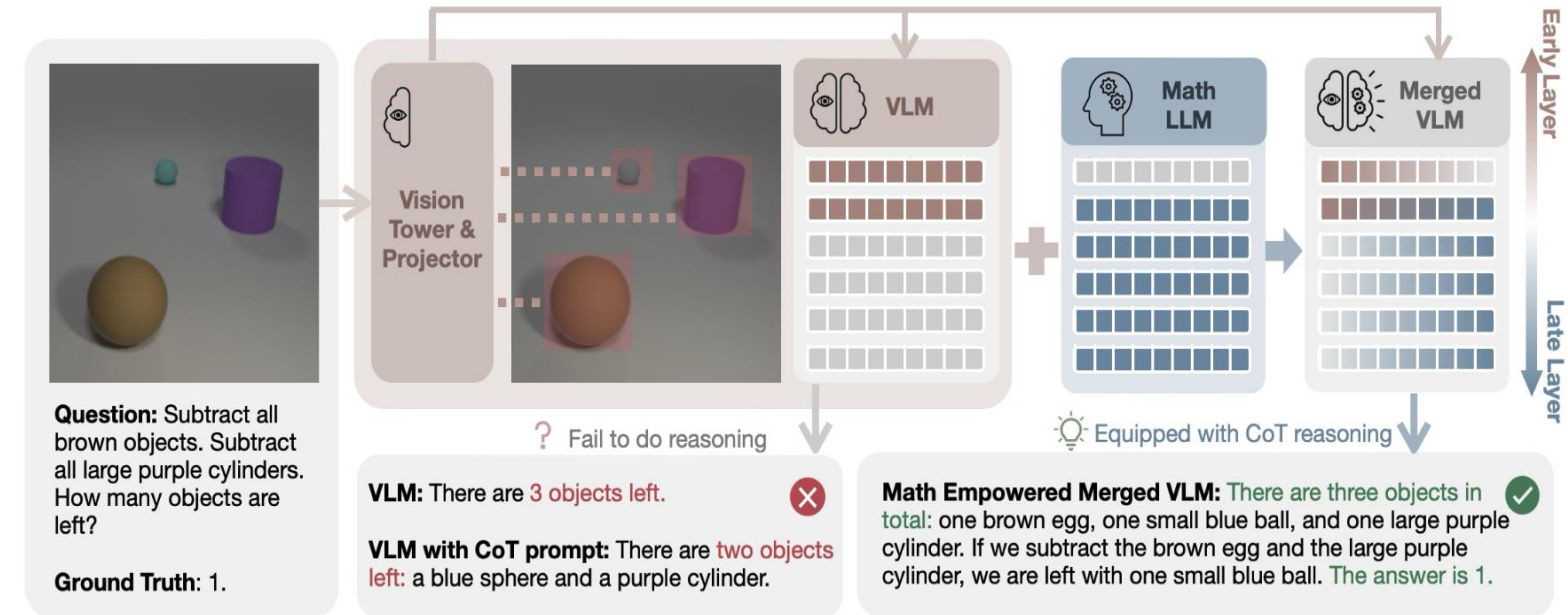 Vision
Tower &
Projector
VLM
Math
LLM
Merged
VLM
Early Layer
Late Layer
Question: Subtract all
brown objects. Subtract
all large purple cylinders.
How many objects are
left?
Ground Truth: 1.
? Fail to do reasoning
VLM: There are 3 objects left.
VLM with CoT prompt: There are two objects
left: a blue sphere and a purple cylinder.
Equipped with CoT reasoning
Math Empowered Merged VLM: There are three objects in
total: one brown egg, one small blue ball, and one large purple
cylinder. If we subtract the brown egg and the large purple
cylinder, we are left with one small blue ball. The answer is 1.